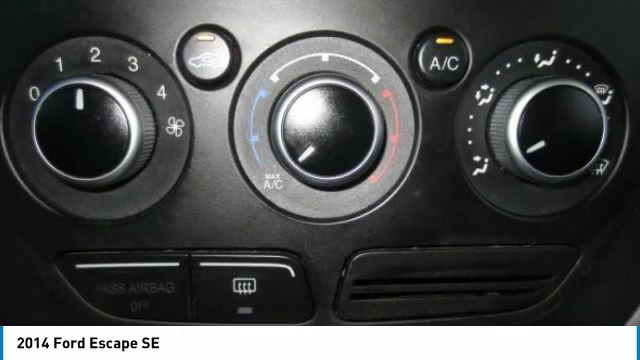 0 1 2 3 4
A/C
MAX
A/C
PASS AIRBAG
OFF
2014 Ford Escape SE